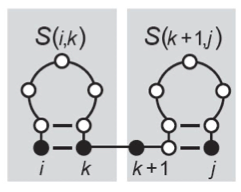 S(i,k) S(k+1,j)
i k k+1 j